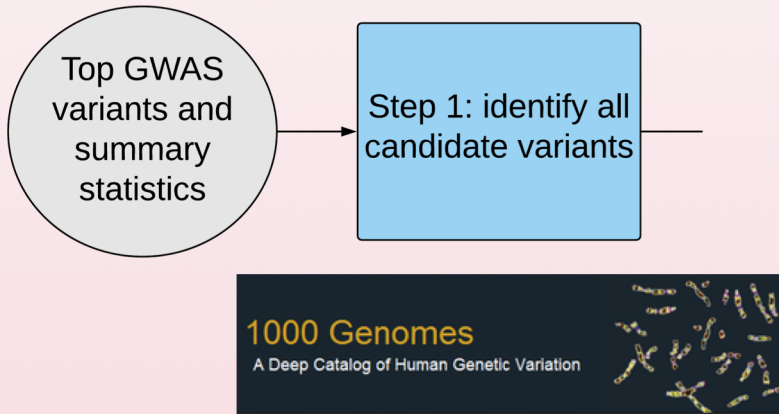 Top GWAS
variants and
summary
statistics
Step 1: identify all
candidate variants
1000 Genomes
A Deep Catalog of Human Genetic Variation